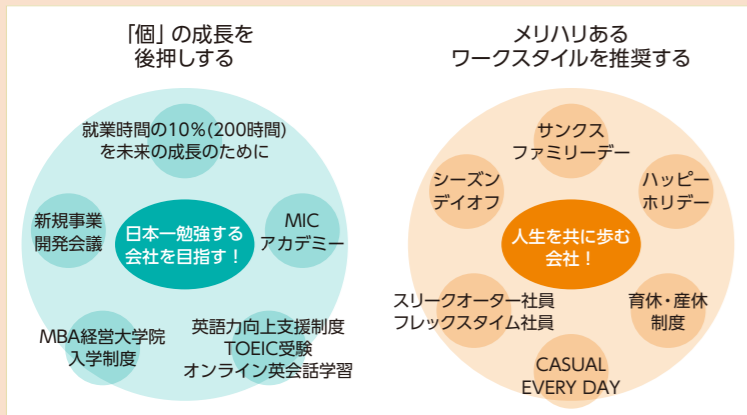 「個」の成長を
後押しする
就業時間の10%(200時間)
を未来の成長のために
新規事業
開発会議
日本一勉強する
会社を目指す！
MIC
アカデミー
MBA経営大学院
入学制度
英語力向上支援制度
TOEIC受験
オンライン英会話学習
メリハリある
ワークスタイルを推奨する
サンクス
ファミリーデー
シーズン
デイオフ
ハッピー
ホリデー
人生を共に歩む
会社！
スリークオーター社員
フレックスタイム社員
育休・産休
制度
CASUAL
EVERY DAY